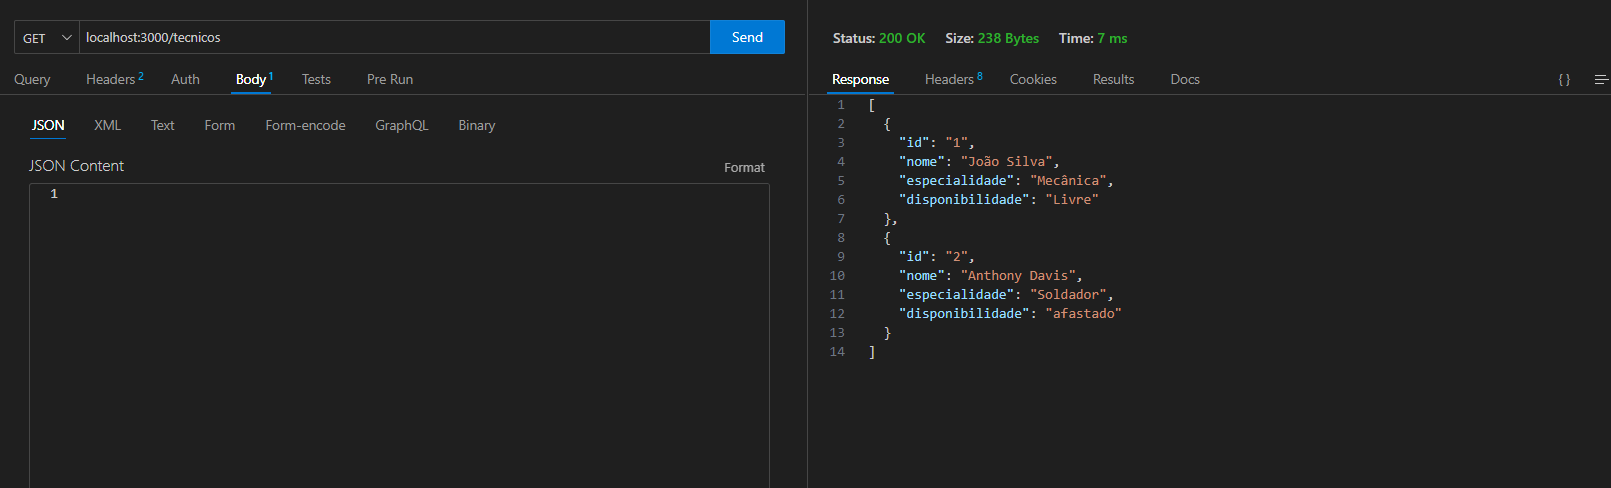 GET localhost:3000/tecnicos Send
Query Headers 2 Auth Body 1 Tests Pre Run
JSON XML Text Form Form-encode GraphQL Binary
JSON Content Format
1
Status: 200 OK Size: 238 Bytes Time: 7 ms
Response Headers 8 Cookies Results Docs { }
1 [
2 {
3 "id": "1",
4 "nome": "João Silva",
5 "especialidade": "Mecânica",
6 "disponibilidade": "Livre"
7 },
8 {
9 "id": "2",
10 "nome": "Anthony Davis",
11 "especialidade": "Soldador",
12 "disponibilidade": "afastado"
13 }
14 ]